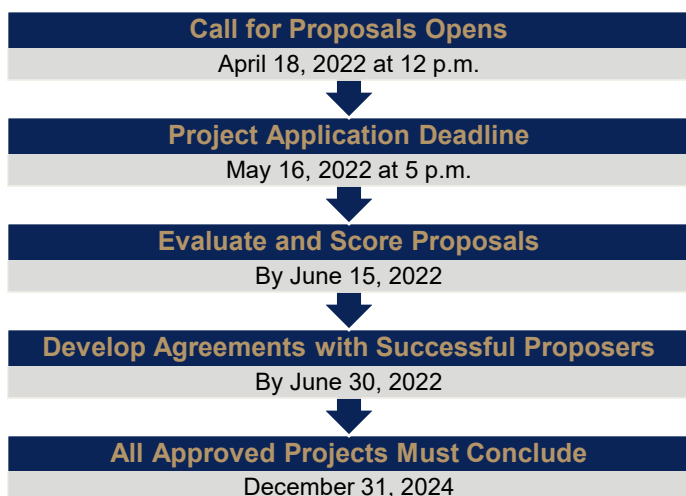 Call for Proposals Opens
April 18, 2022 at 12 p.m.
Project Application Deadline
May 16, 2022 at 5 p.m.
Evaluate and Score Proposals
By June 15, 2022
Develop Agreements with Successful Proposers
By June 30, 2022
All Approved Projects Must Conclude
December 31, 2024